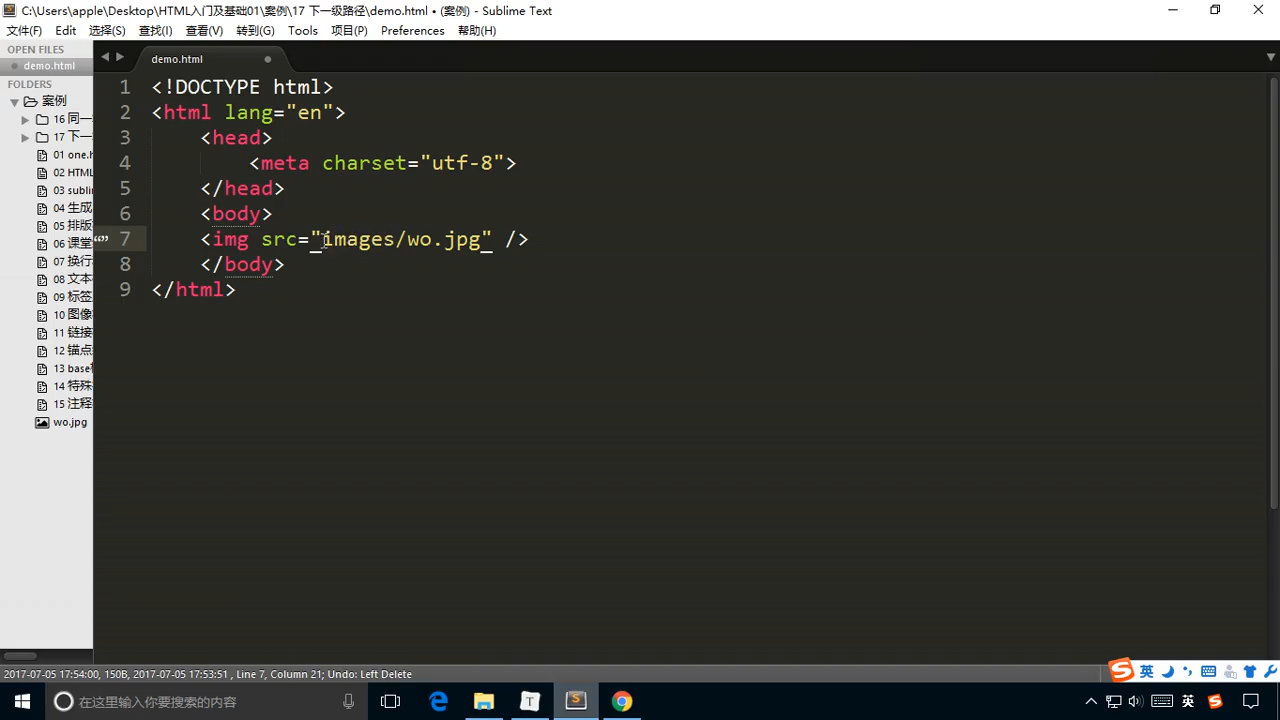 C:\Users\apple\Desktop\HTML入门及基础01\案例\17 下一级路径\demo.html • (案例) - Sublime Text
文件(F) Edit 选择(S) 查找(I) 查看(V) 转到(G) Tools 项目(P) Preferences 帮助(H)
OPEN FILES
demo.html
FOLDERS
案例
16 同一
17 下一
01 one.h
02 HTML
03 sublin
04 生成
05 排版
06 课堂
07 换行
08 文本
09 标签
10 图像
11 链接
12 锚点
13 base
14 特殊
15 注释
wo.jpg
demo.html
1 <!DOCTYPE html>
2 <html lang="en">
3 <head>
4 <meta charset="utf-8">
5 </head>
6 <body>
7 <img src="images/wo.jpg" />
8 </body>
9 </html>
2017-07-05 17:54:00, 150B, 2017-07-05 17:53:51, Line 7, Column 21; Undo: Left Delete
英
在这里输入你要搜索的内容
英